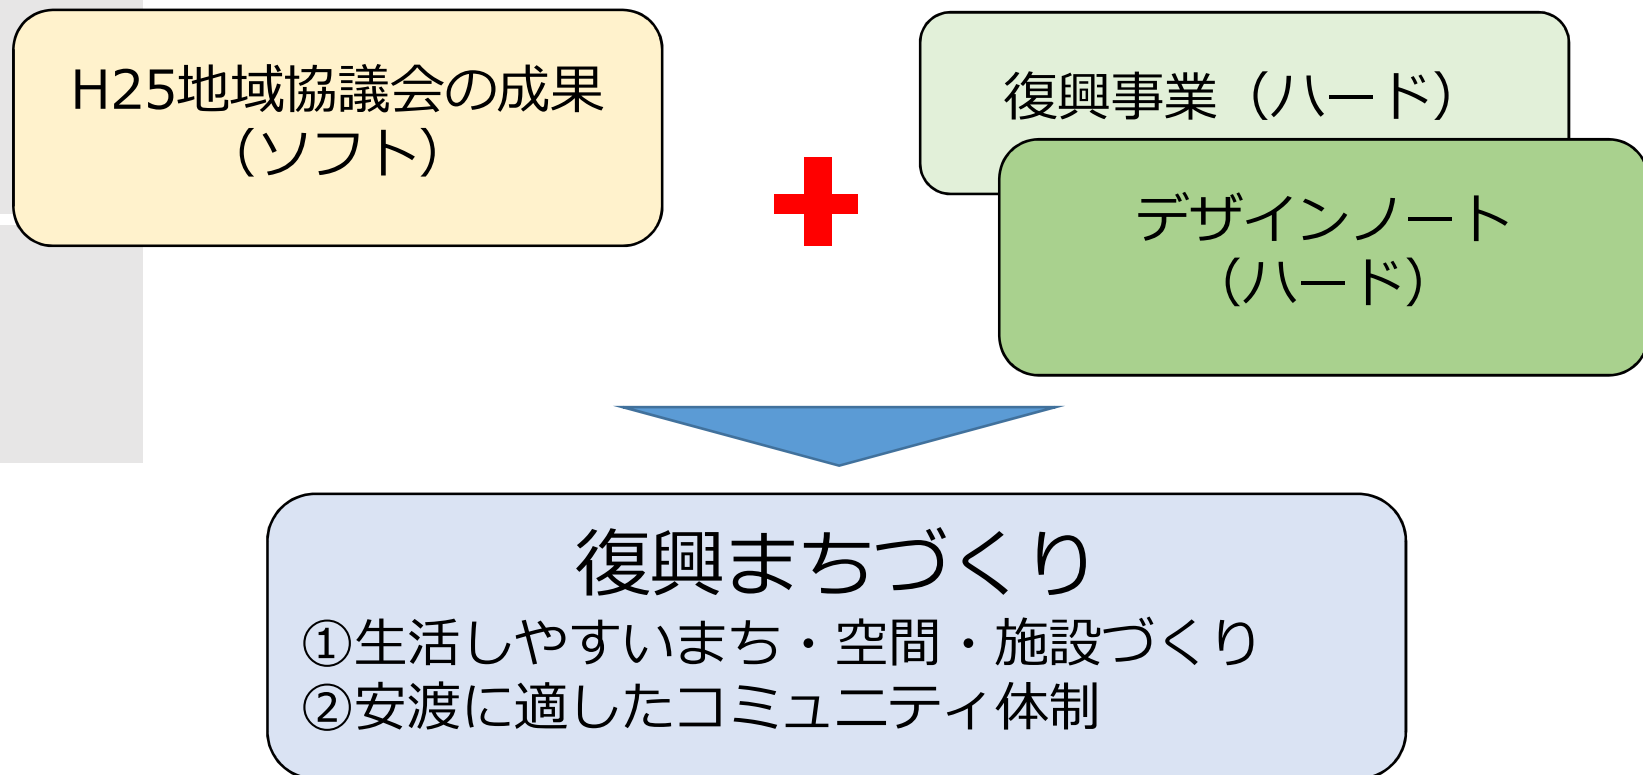 H25地域協議会の成果
（ソフト）
復興事業（ハード）
デザインノート
（ハード）
復興まちづくり
①生活しやすいまち・空間・施設づくり
②安渡に適したコミュニティ体制